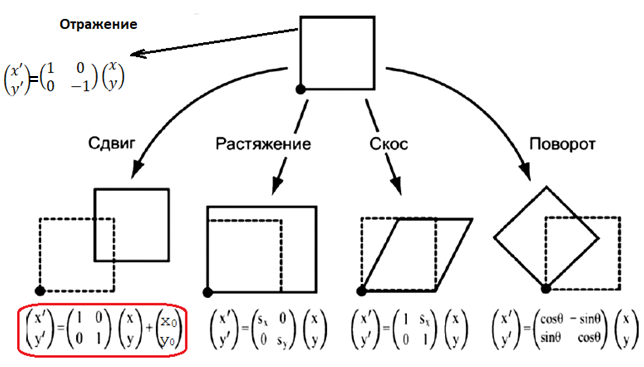 Отражение
(x′ y′)=(1 0 0 −1)(x y)
Сдвиг
Растяжение
Скос
Поворот
(x′ y′)=(1 0 0 1)(x y)+(x₀ y₀)
(x′ y′)=(sₓ 0 0 sᵧ)(x y)
(x′ y′)=(1 sₓ 0 1)(x y)
(x′ y′)=(cosθ −sinθ sinθ cosθ)(x y)